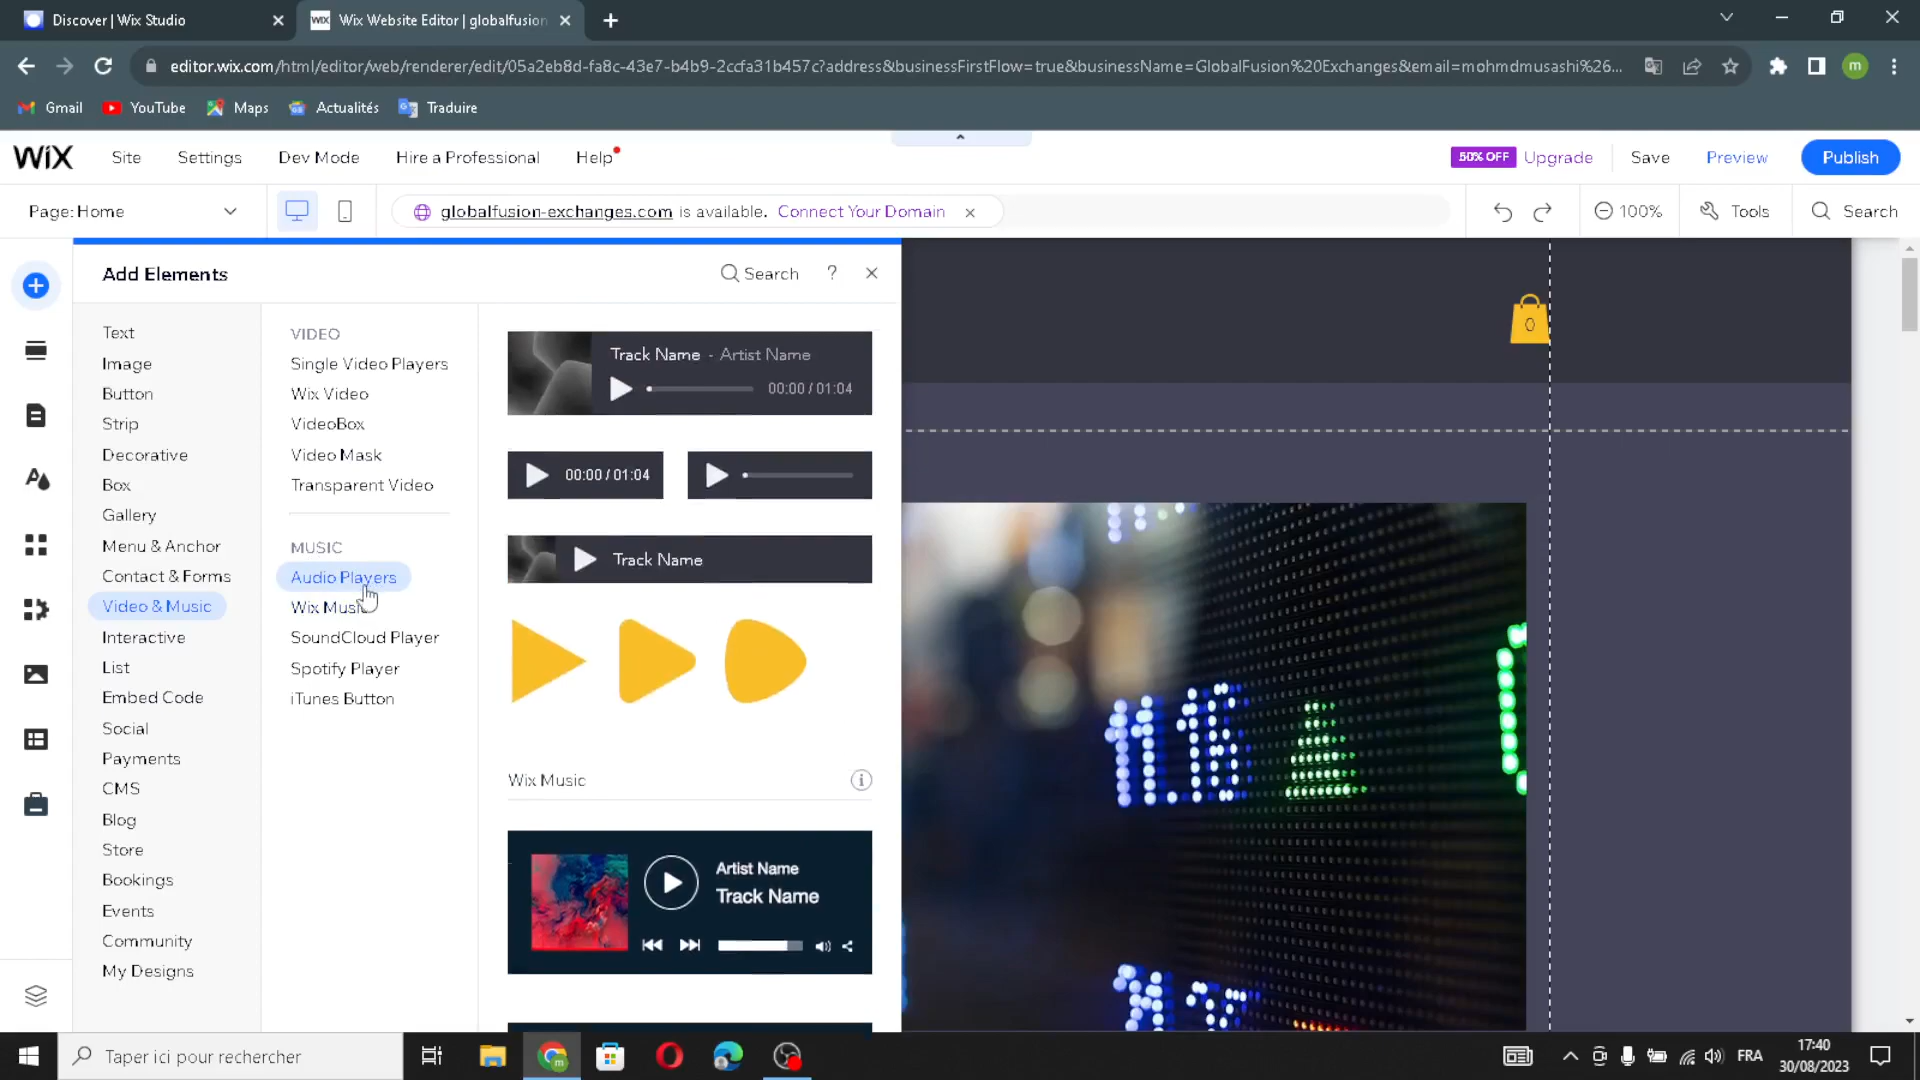 Discover | Wix Studio
WiX Wix Website Editor | globalfusion
editor.wix.com/html/editor/web/renderer/edit/05a2eb8d-fa8c-43e7-b4b9-2ccfa31b457c?address&businessFirstFlow=true&businessName=GlobalFusion%20Exchanges&email=mohmdmusashi%26... m
Gmail YouTube Maps Actualités Traduire
WiX Site Settings Dev Mode Hire a Professional Help 50% OFF Upgrade Save Preview Publish
Page: Home globalfusion-exchanges.com is available. Connect Your Domain 100% Tools Search
Add Elements Search ?
Text
Image
Button
Strip
Decorative
Box
Gallery
Menu & Anchor
Contact & Forms
Video & Music
Interactive
List
Embed Code
Social
Payments
CMS
Blog
Store
Bookings
Events
Community
My Designs
VIDEO
Single Video Players
Wix Video
VideoBox
Video Mask
Transparent Video
MUSIC
Audio Players
Wix Music
SoundCloud Player
Spotify Player
iTunes Button
Track Name - Artist Name
00:00 / 01:04
00:00 / 01:04
Track Name
Wix Music
Artist Name
Track Name
0
11.18
Taper ici pour rechercher
FRA
17:40
30/08/2023